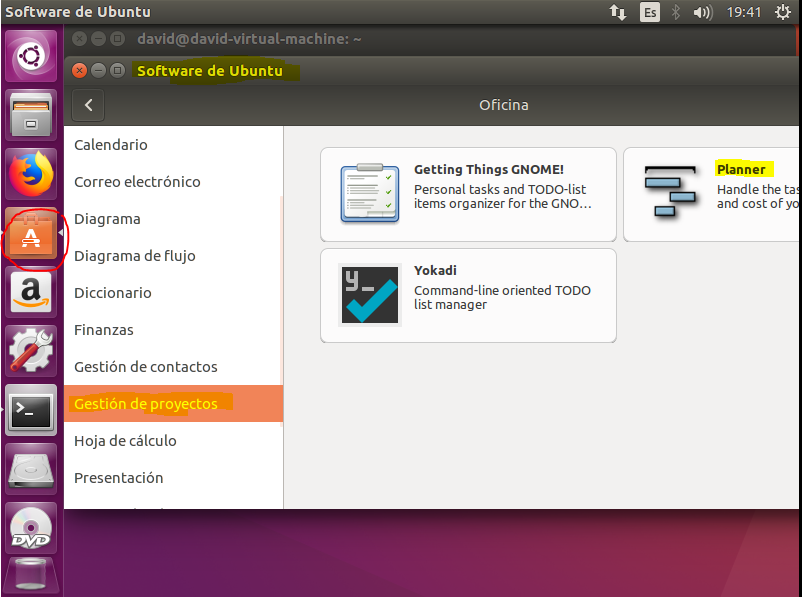 Software de Ubuntu
Es
19:41
david@david-virtual-machine: ~
Software de Ubuntu
Oficina
Calendario
Correo electrónico
Diagrama
Diagrama de flujo
Diccionario
Finanzas
Gestión de contactos
Gestión de proyectos
Hoja de cálculo
Presentación
Getting Things GNOME!
Personal tasks and TODO-list
items organizer for the GNO...
Planner
Handle the tas
and cost of yo
Yokadi
Command-line oriented TODO
list manager
y_
a
>_
DVD